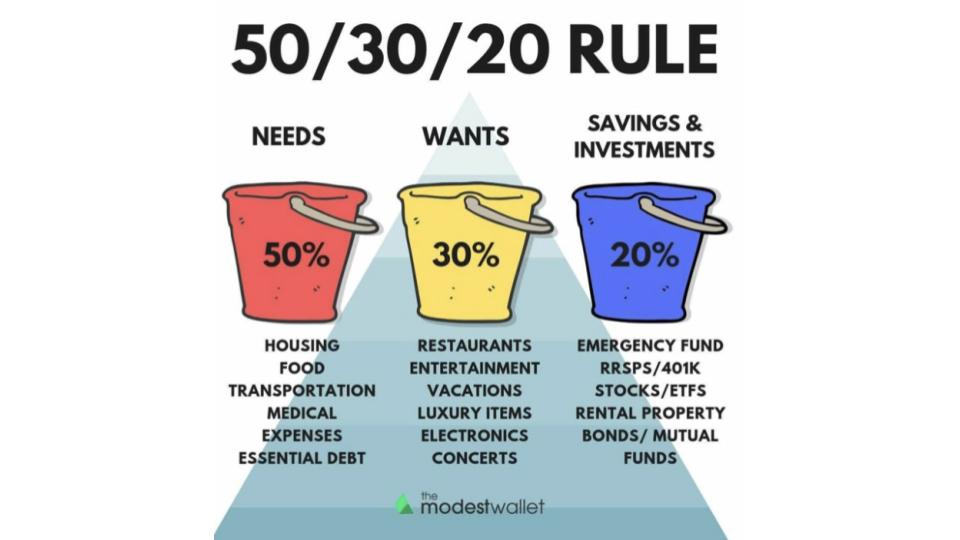 50/30/20 RULE
NEEDS
WANTS
SAVINGS &
INVESTMENTS
50%
30%
20%
HOUSING
FOOD
TRANSPORTATION
MEDICAL
EXPENSES
ESSENTIAL DEBT
RESTAURANTS
ENTERTAINMENT
VACATIONS
LUXURY ITEMS
ELECTRONICS
CONCERTS
EMERGENCY FUND
RRSPS/401K
STOCKS/ETFS
RENTAL PROPERTY
BONDS/ MUTUAL
FUNDS
the
modestwallet